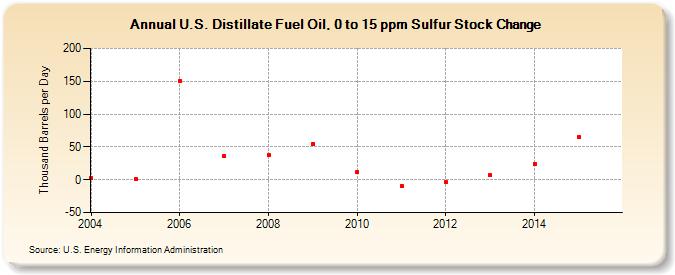 Annual U.S. Distillate Fuel Oil, 0 to 15 ppm Sulfur Stock Change
Thousand Barrels per Day
200
150
100
50
0
-50
2004 2006 2008 2010 2012 2014
Source: U.S. Energy Information Administration